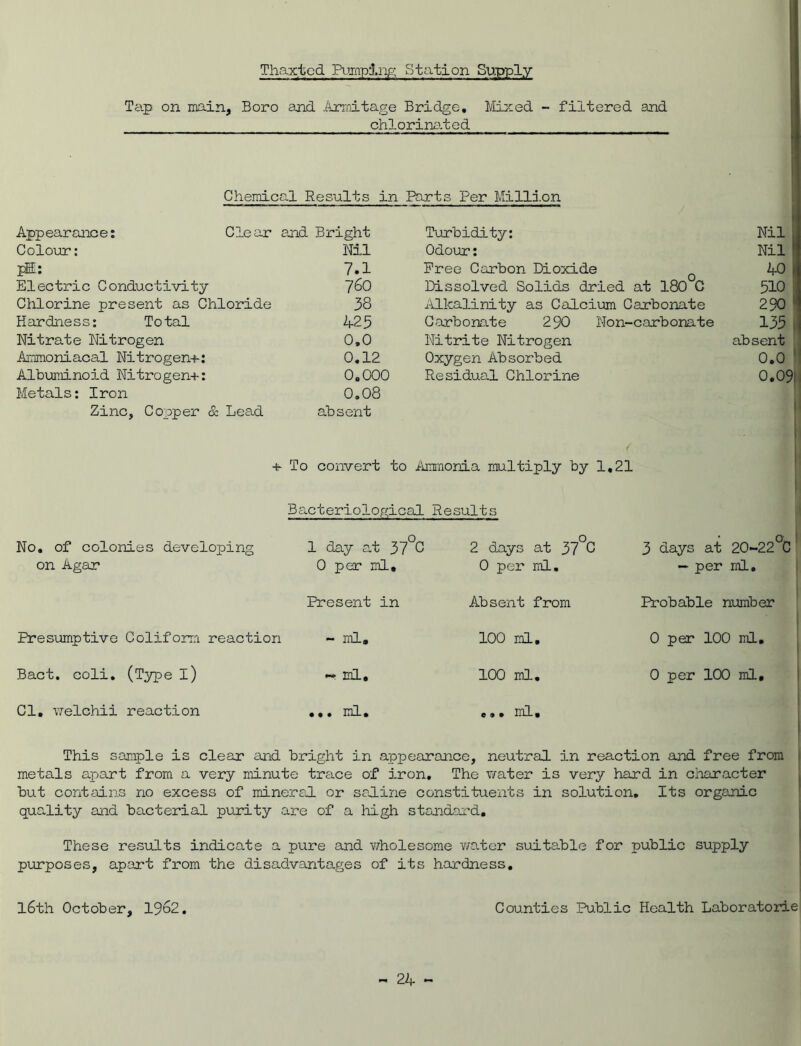 Thaxted Pumping Station Supply
Tap on main, Boro and Armitage Bridge. Mixed - filtered and
chlorinated
Chemical Results in Parts Per Million
Appearance: Clear and Bright Turbidity: Nil
Colour: Nil Odour: Nil
pH: 7.1 Free Carbon Dioxide 40
Electric Conductivity 760 Dissolved Solids dried at 180°C 510
Chlorine present as Chloride 38 Alkalinity as Calcium Carbonate 290
Hardness: Total 425 Carbonate 290 Non-carbonate 135
Nitrate Nitrogen 0.0 Nitrite Nitrogen absent
Ammoniacal Nitrogen+: 0.12 Oxygen Absorbed 0.0
Albuminoid Nitrogen+: 0.000 Residual Chlorine 0.09
Metals: Iron 0.08
Zinc, Copper & Lead absent
+ To convert to Ammonia multiply by 1.21
Bacteriological Results
No. of colonies developing 1 day at 37°C 2 days at 37°C 3 days at 20-22°C
on Agar 0 per ml. 0 per ml. - per ml.
Present in Absent from Probable number
Presumptive Coliform reaction - ml. 100 ml. 0 per 100 ml.
Bact. coli. (Type I) - ml. 100 ml. 0 per 100 ml.
Cl. welchii reaction ... ml. ... ml.
This sample is clear and bright in appearance, neutral in reaction and free from
metals apart from a very minute trace of iron. The water is very hard in character
but contains no excess of mineral or saline constituents in solution. Its organic
quality and bacterial purity are of a high standard.
These results indicate a pure and wholesome water suitable for public supply
purposes, apart from the disadvantages of its hardness.
16th October, 1962. Counties Public Health Laboratorie
- 24 -